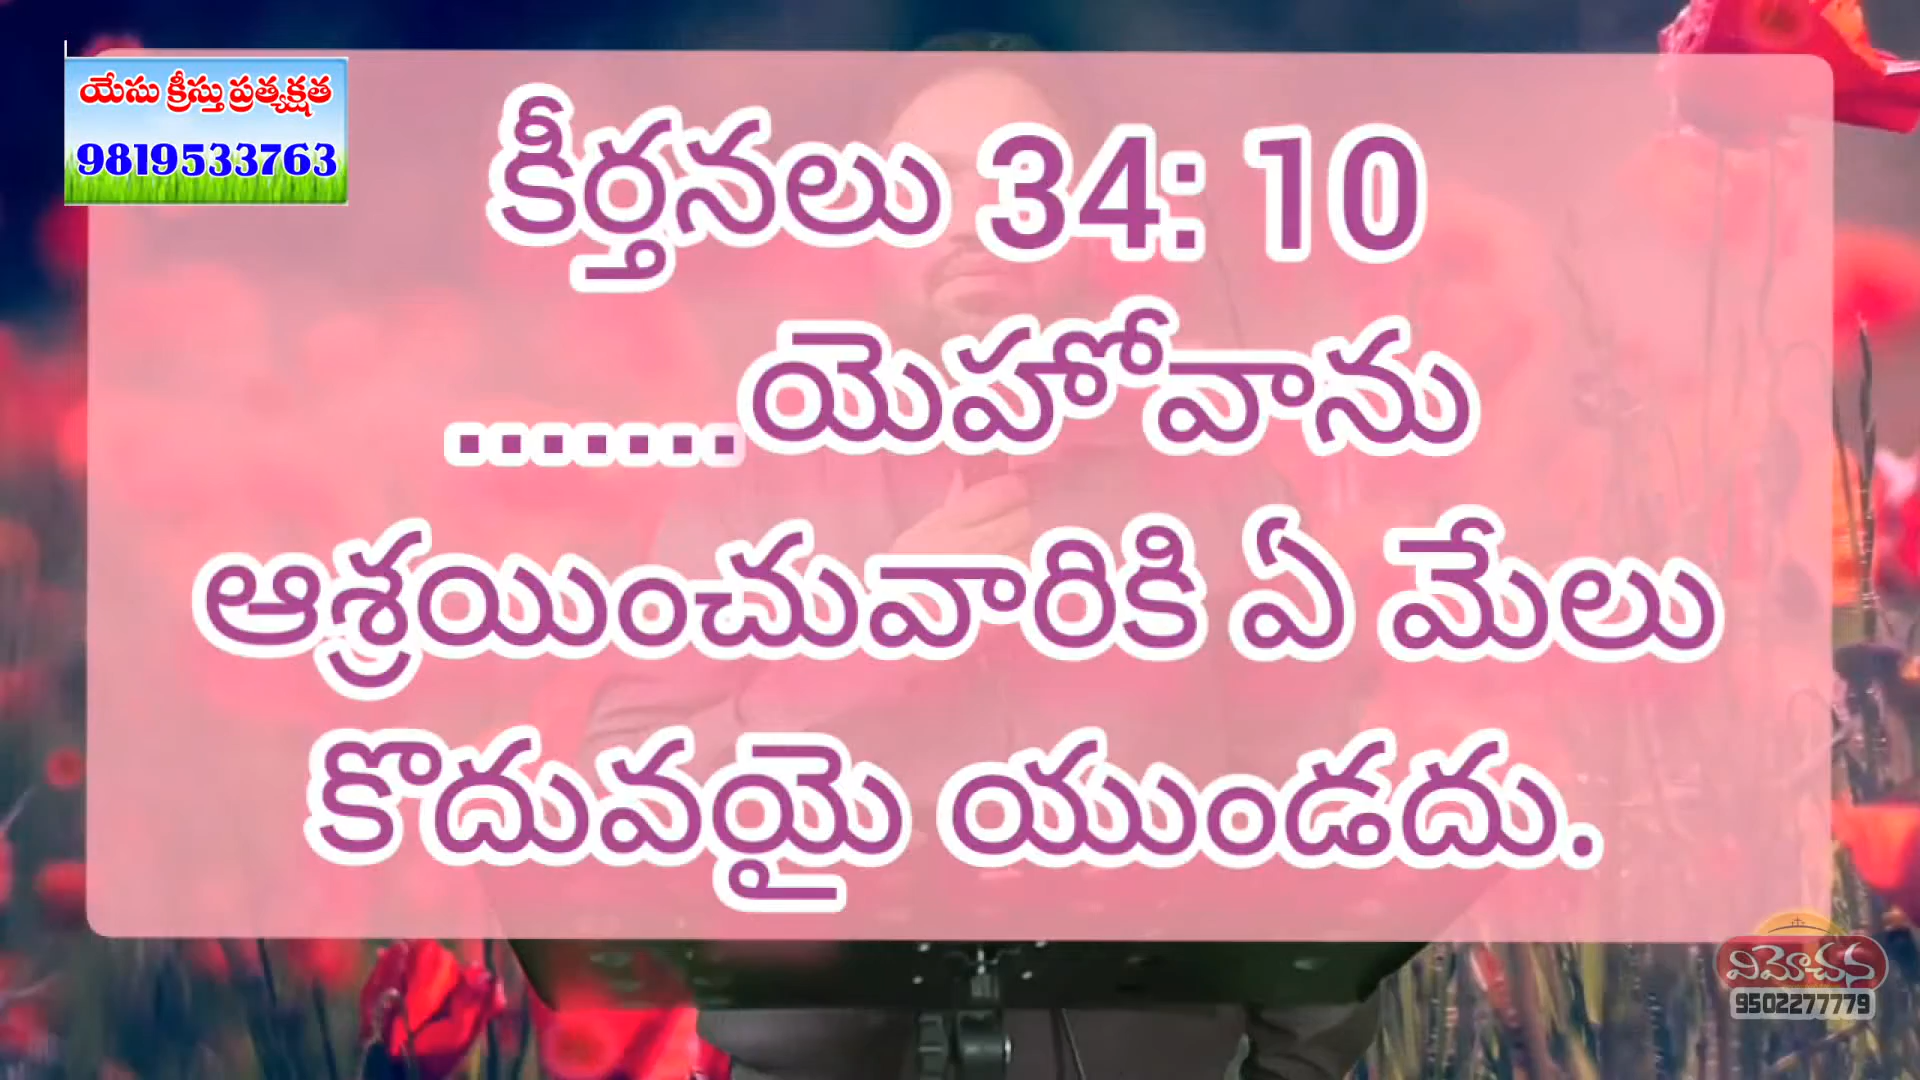 యేసు క్రీస్తు ప్రత్యక్షత
9819533763
కీర్తనలు 34: 10
.......యెహోవాను
ఆశ్రయించువారికి ఏ మేలు
కొదువయై యుండదు.
విమోచన
9502277779